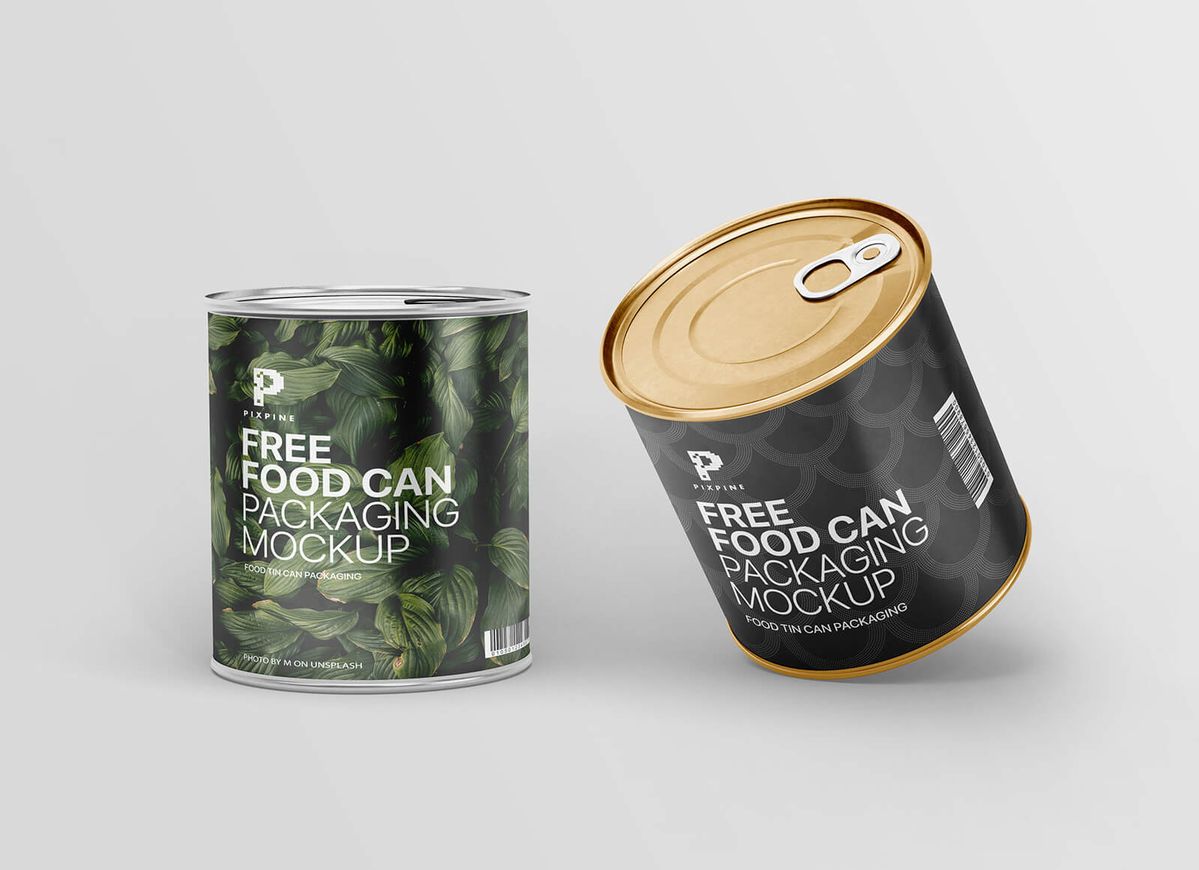 PIXPINE
FREE
FOOD CAN
PACKAGING
MOCKUP
FOOD TIN CAN PACKAGING
PHOTO BY M ON UNSPLASH
PIXPINE
FREE
FOOD CAN
PACKAGING
MOCKUP
FOOD TIN CAN PACKAGING